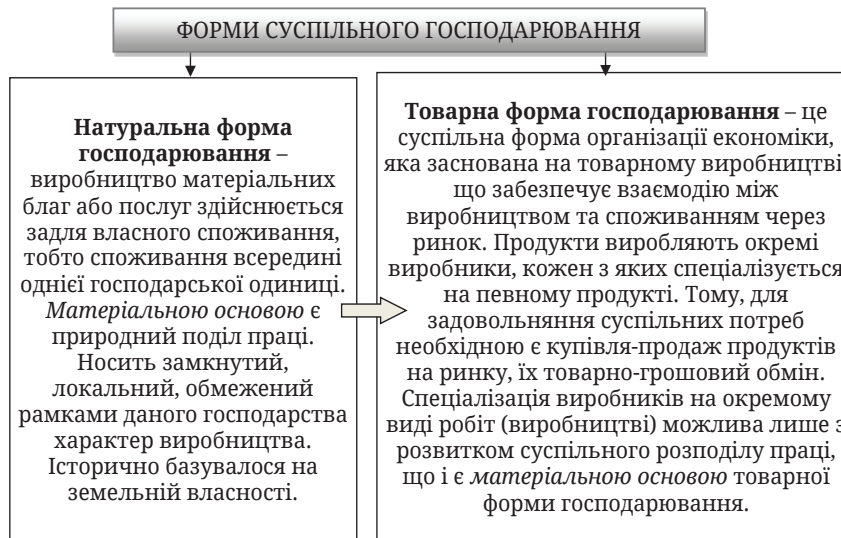 ФОРМИ СУСПІЛЬНОГО ГОСПОДАРЮВАННЯ
Натуральна форма
господарювання –
виробництво матеріальних
благ або послуг здійснюється
задля власного споживання,
тобто споживання всерединi
однієї господарської одиниці.
Матеріальною основою є
природний поділ праці.
Носить замкнутий,
локальний, обмежений
рамками даного господарства
характер виробництва.
Історично базувалося на
земельній власності.
Товарна форма господарювання – це
суспільна форма організації економіки,
яка заснована на товарному виробництві
що забезпечує взаємодію між
виробництвом та споживанням через
ринок. Продукти виробляють окремі
виробники, кожен з яких спеціалізується
на певному продукті. Тому, для
задовольняння суспільних потреб
необхідною є купівля-продаж продуктів
на ринку, їх товарно-грошовий обмін.
Спеціалізація виробників на окремому
виді робіт (виробництві) можлива лише з
розвитком суспільного розподілу праці,
що і є матеріальною основою товарної
форми господарювання.